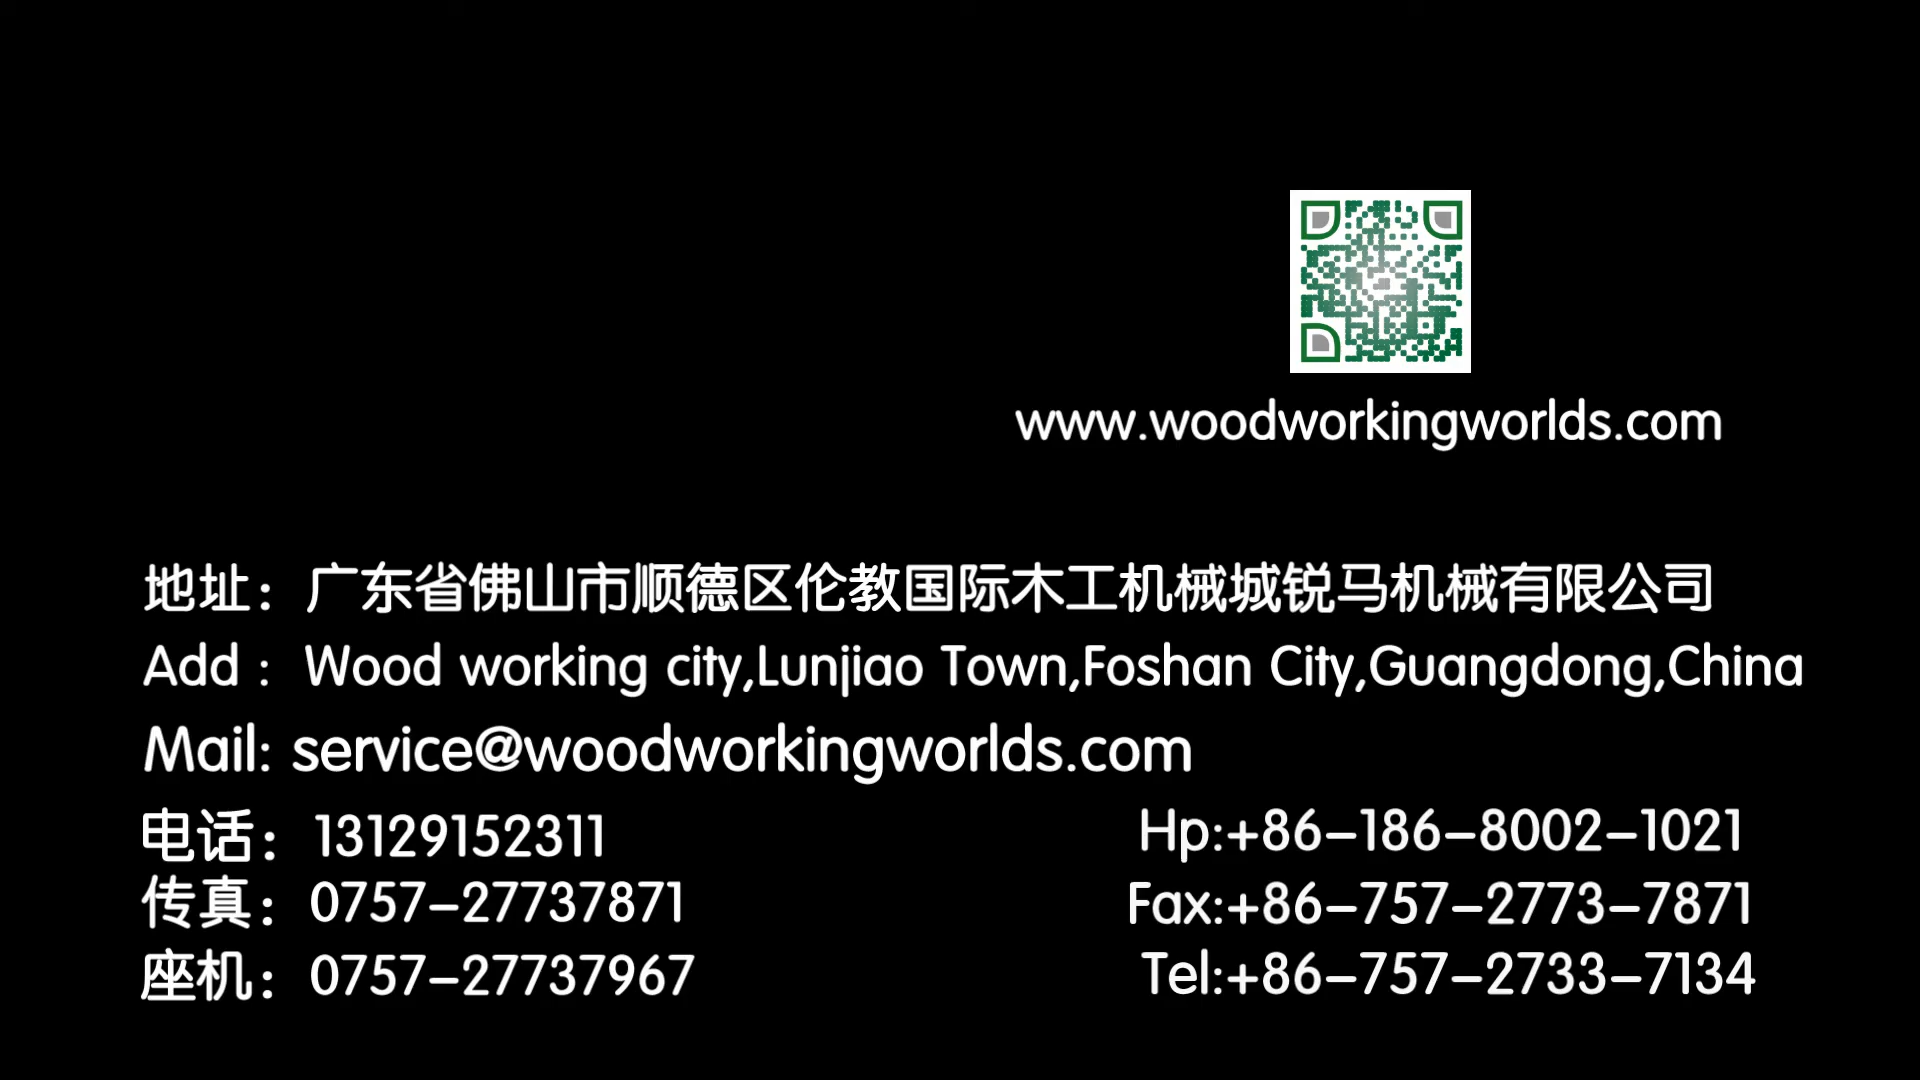 www.woodworkingworlds.com
地址：广东省佛山市顺德区伦教国际木工机械城锐马机械有限公司
Add : Wood working city,Lunjiao Town,Foshan City,Guangdong,China
Mail: service@woodworkingworlds.com
电话：13129152311
Hp:+86-186-8002-1021
传真：0757-27737871
Fax:+86-757-2773-7871
座机：0757-27737967
Tel:+86-757-2733-7134